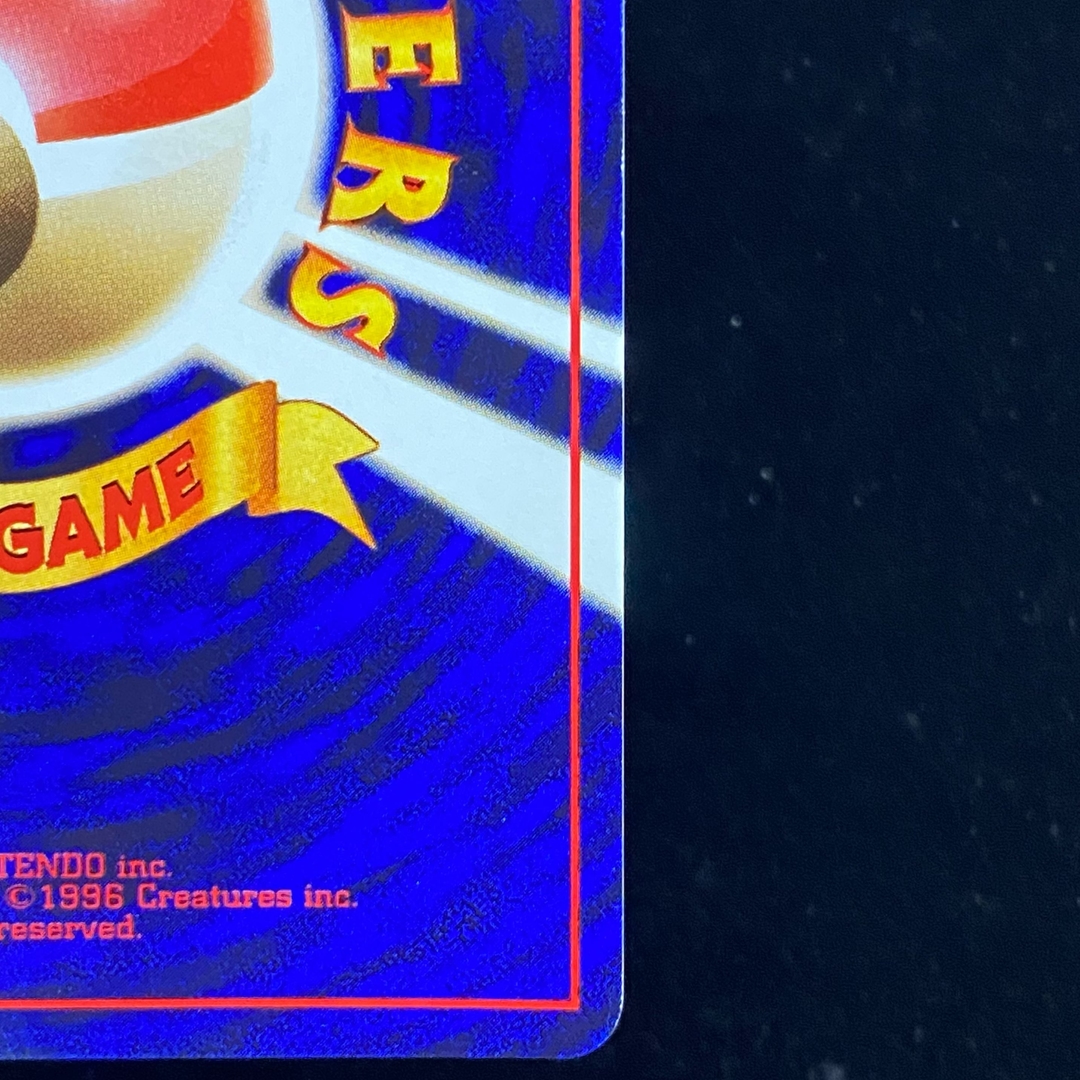 ERS
GAME
TENDO inc.
©1996 Creatures inc.
reserved.